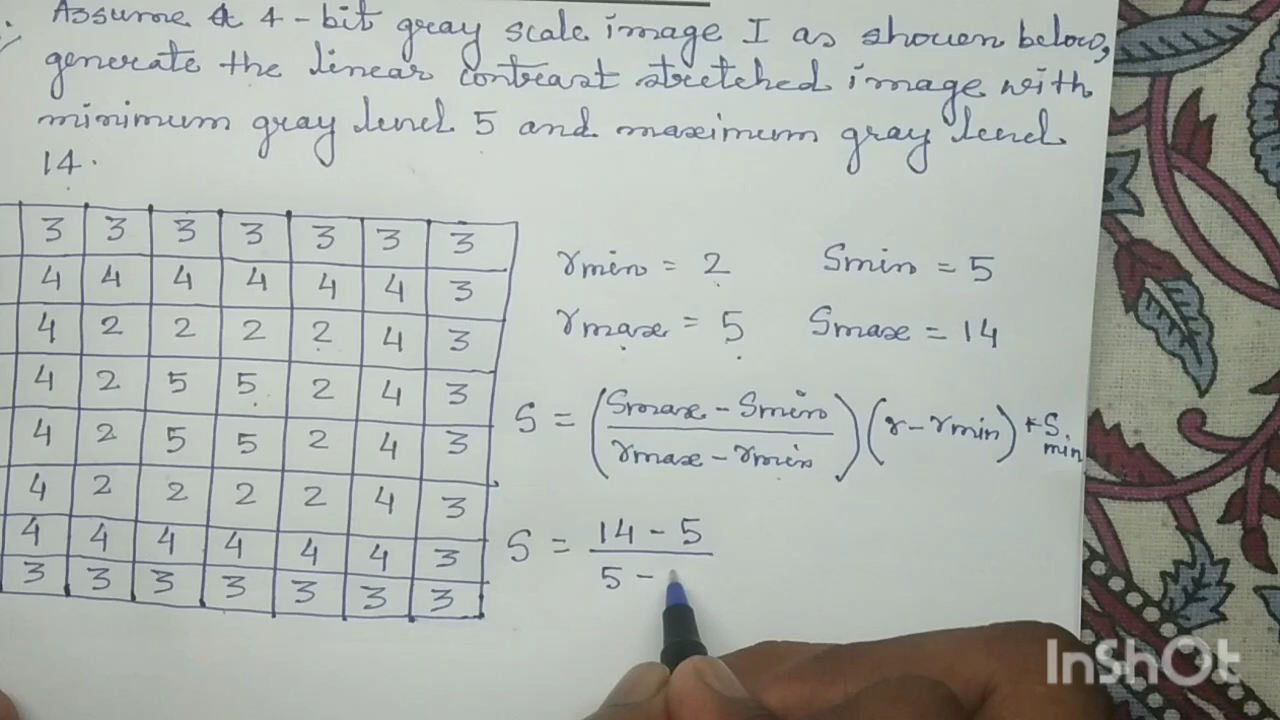 Assume a 4-bit gray scale image I as shown below,
generate the linear contrast stretched image with
minimum gray level 5 and maximum gray level
14.
3 3 3 3 3 3 3
4 4 4 4 4 4 3
4 2 2 2 2 4 3
4 2 5 5 2 4 3
4 2 5 5 2 4 3
4 2 2 2 2 4 3
4 4 4 4 4 4 3
3 3 3 3 3 3 3
rmin = 2 Smin = 5
rmax = 5 Smax = 14
S = (Smax - Smin / rmax - rmin) (r - rmin) + Smin
S = 14 - 5 / 5 -
InShOt